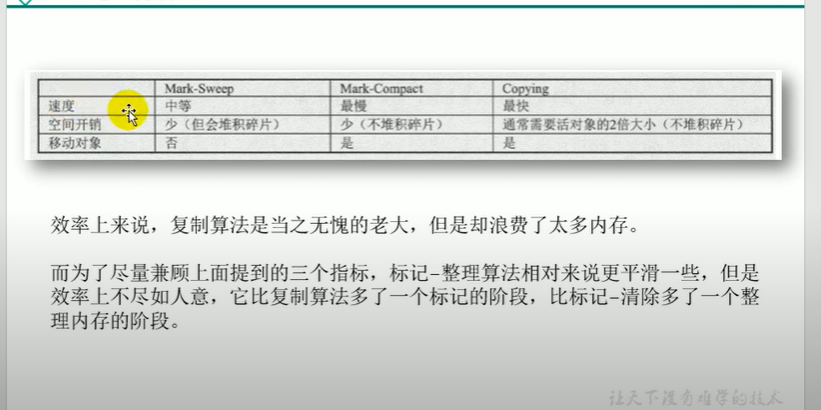 Mark-Sweep Mark-Compact Copying
速度 中等 最慢 最快
空间开销 少（但会堆积碎片） 少（不堆积碎片） 通常需要活对象的2倍大小（不堆积碎片）
移动对象 否 是 是
效率上来说，复制算法是当之无愧的老大，但是却浪费了太多内存。
而为了尽量兼顾上面提到的三个指标，标记-整理算法相对来说更平滑一些，但是
效率上不尽如人意，它比复制算法多了一个标记的阶段，比标记-清除多了一个整
理内存的阶段。
让天下没有难学的技术